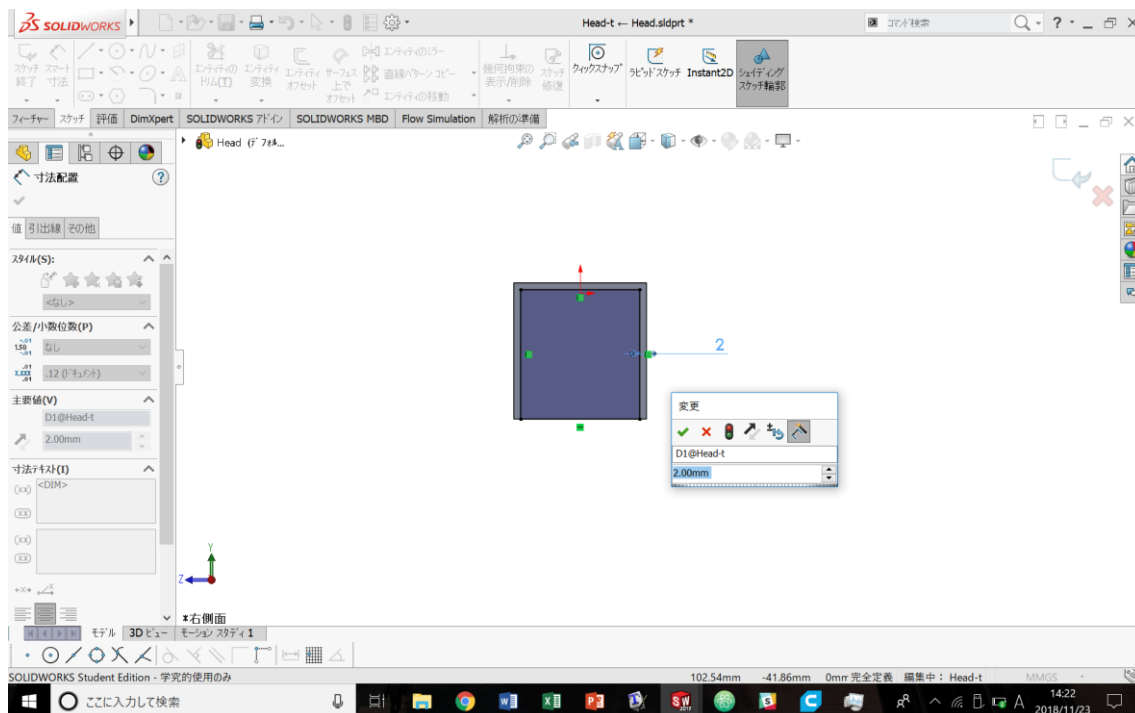 SOLIDWORKS
Head-t ← Head.sldprt *
コマンド検索
スケッチ終了
スマート寸法
エンティティのトリム(T)
エンティティ変換
エンティティオフセット
サーフェス上でオフセット
エンティティのミラー
直線パターン コピー
エンティティの移動
幾何拘束の表示/削除
スケッチ修復
クイックスナップ
ラピッドスケッチ
Instant2D
シェイディングスケッチ輪郭
フィーチャー
スケッチ
評価
DimXpert
SOLIDWORKS アドイン
SOLIDWORKS MBD
Flow Simulation
解析の準備
Head (ﾃﾞﾌｫﾙ...
寸法配置
値
引出線
その他
スタイル(S):
<なし>
公差/小数位数(P)
なし
.12 (ﾄﾞｷｭﾒﾝﾄ)
主要値(V)
D1@Head-t
2.00mm
寸法テキスト(I)
<DIM>
2
変更
D1@Head-t
2.00mm
Y
Z
*右側面
モデル
3D ビュー
モーション スタディ 1
SOLIDWORKS Student Edition - 学究的使用のみ
102.54mm
-41.86mm
0mm
完全定義
編集中 : Head-t
MMGS
ここに入力して検索
A
14:22
2018/11/23